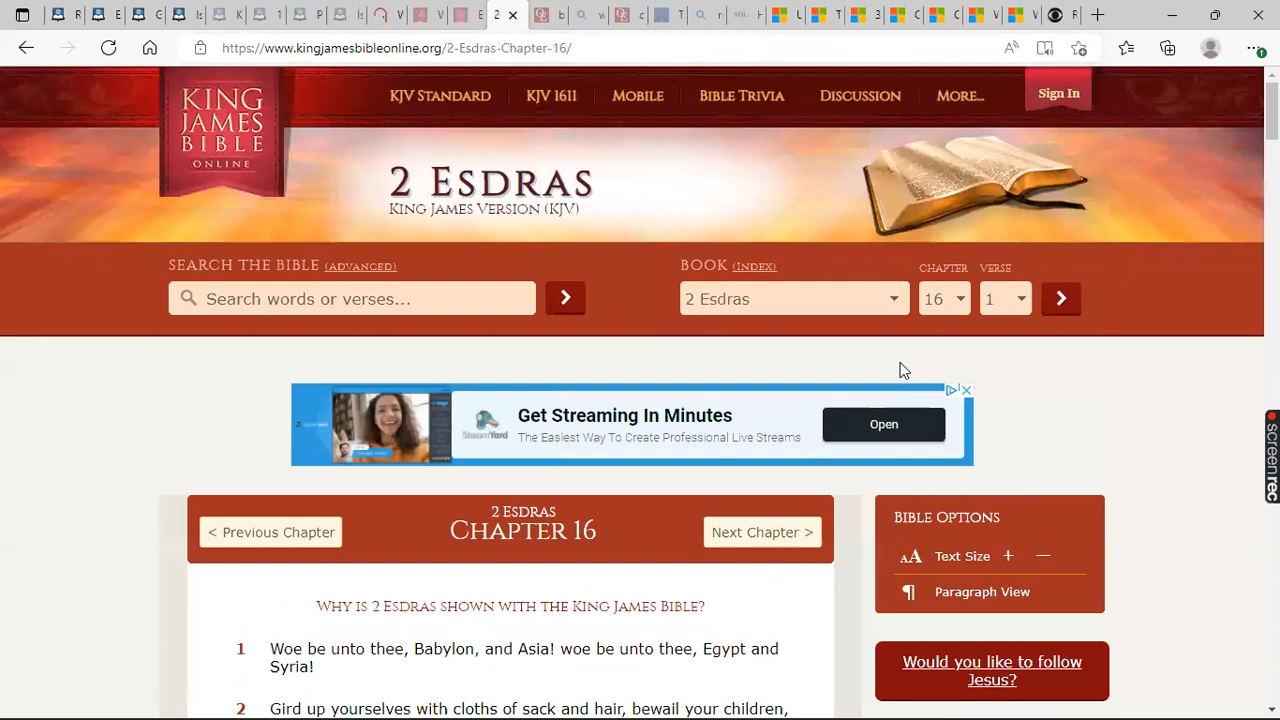 2
https://www.kingjamesbibleonline.org/2-Esdras-Chapter-16/
KING
JAMES
BIBLE
ONLINE
KJV STANDARD
KJV 1611
MOBILE
BIBLE TRIVIA
DISCUSSION
MORE...
Sign In
2 ESDRAS
KING JAMES VERSION (KJV)
SEARCH THE BIBLE (ADVANCED)
BOOK (INDEX)
CHAPTER
VERSE
Search words or verses...
2 Esdras
16
1
Get Streaming In Minutes
StreamYard
The Easiest Way To Create Professional Live Streams
Open
2 ESDRAS
< Previous Chapter
CHAPTER 16
Next Chapter >
BIBLE OPTIONS
AA Text Size + —
¶ Paragraph View
WHY IS 2 ESDRAS SHOWN WITH THE KING JAMES BIBLE?
1 Woe be unto thee, Babylon, and Asia! woe be unto thee, Egypt and
Syria!
2 Gird up yourselves with cloths of sack and hair, bewail your children,
Would you like to follow
Jesus?
screenrec